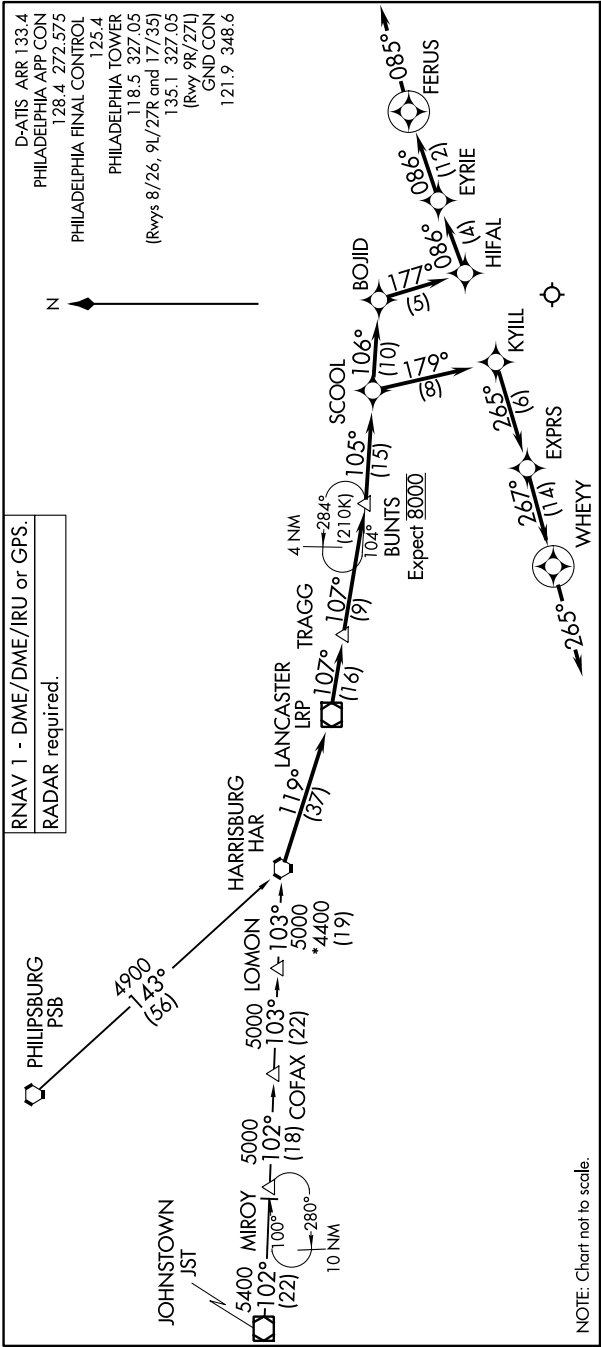 RNAV 1 - DME/DME/IRU or GPS.
RADAR required.
D-ATIS ARR 133.4
PHILADELPHIA APP CON
128.4 272.575
PHILADELPHIA FINAL CONTROL
125.4
PHILADELPHIA TOWER
118.5 327.05
(Rwys 8/26, 9L/27R and 17/35)
135.1 327.05
(Rwy 9R/27L)
GND CON
121.9 348.6
N
PHILIPSBURG
PSB
4900
143°
(56)
JOHNSTOWN
JST
5400
102°
(22)
MIROY
100°
280°
10 NM
5000
102°
(18)
COFAX
5000
103°
(22)
LOMON
103°
5000
*4400
(19)
HARRISBURG
HAR
119°
(37)
LANCASTER
LRP
107°
(16)
TRAGG
107°
(9)
4 NM
284°
(210K)
104°
BUNTS
Expect 8000
105°
(15)
SCOOL
106°
(10)
BOJID
177°
(5)
HIFAL
086°
(4)
EYRIE
086°
(12)
FERUS
085°
179°
(8)
KYILL
265°
(6)
EXPRS
267°
(14)
WHEYY
265°
NOTE: Chart not to scale.